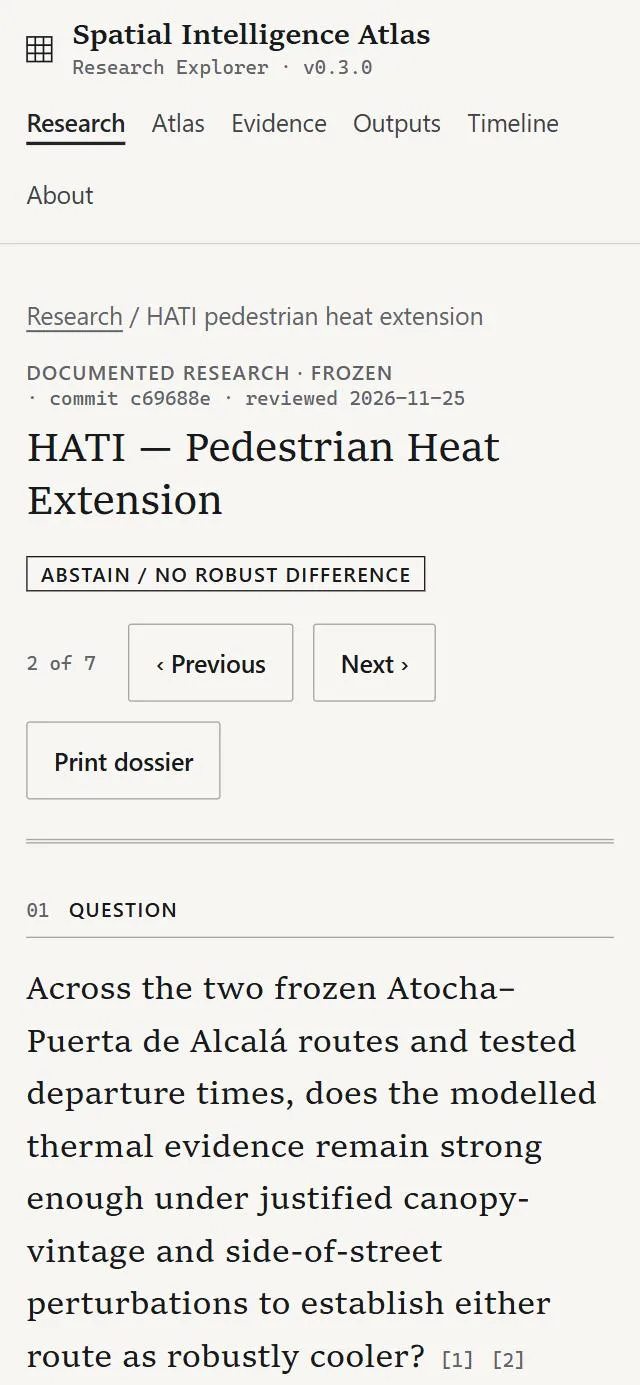 Spatial Intelligence Atlas
Research Explorer · v0.3.0
Research Atlas Evidence Outputs Timeline
About
Research / HATI pedestrian heat extension
DOCUMENTED RESEARCH · FROZEN
· commit c69688e · reviewed 2026-11-25
HATI — Pedestrian Heat
Extension
ABSTAIN / NO ROBUST DIFFERENCE
2 of 7 ‹ Previous Next ›
Print dossier
01 QUESTION
Across the two frozen Atocha–
Puerta de Alcalá routes and tested
departure times, does the modelled
thermal evidence remain strong
enough under justified canopy-
vintage and side-of-street
perturbations to establish either
route as robustly cooler? [1] [2]